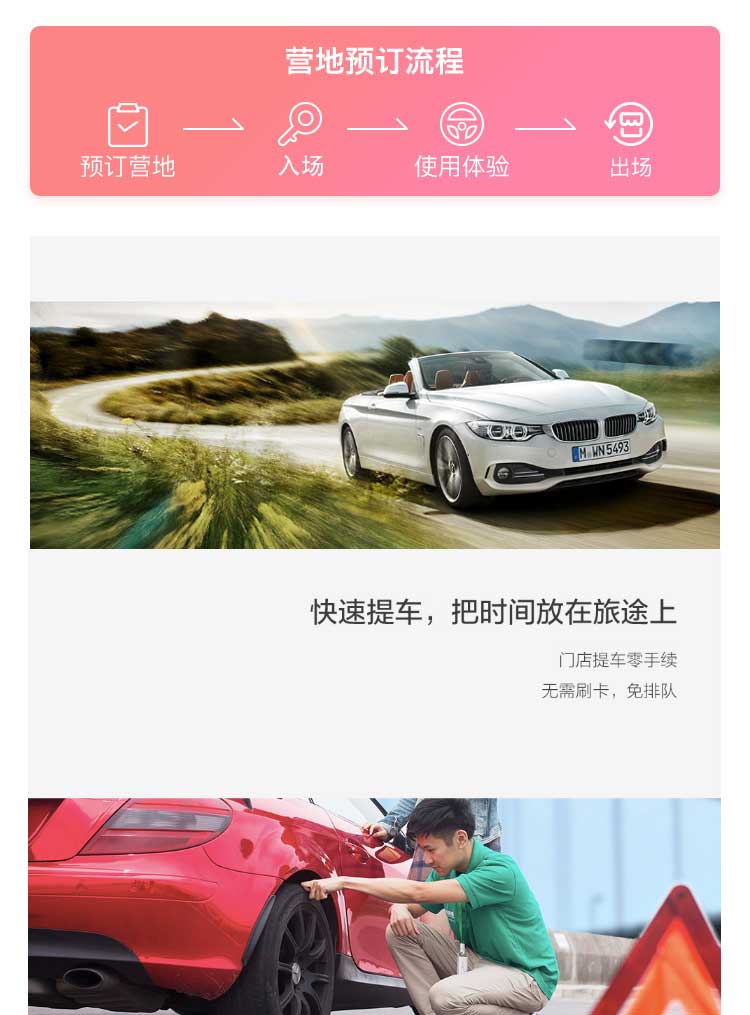 营地预订流程
预订营地
入场
使用体验
出场
M WN 5493
快速提车，把时间放在旅途上
门店提车零手续
无需刷卡，免排队